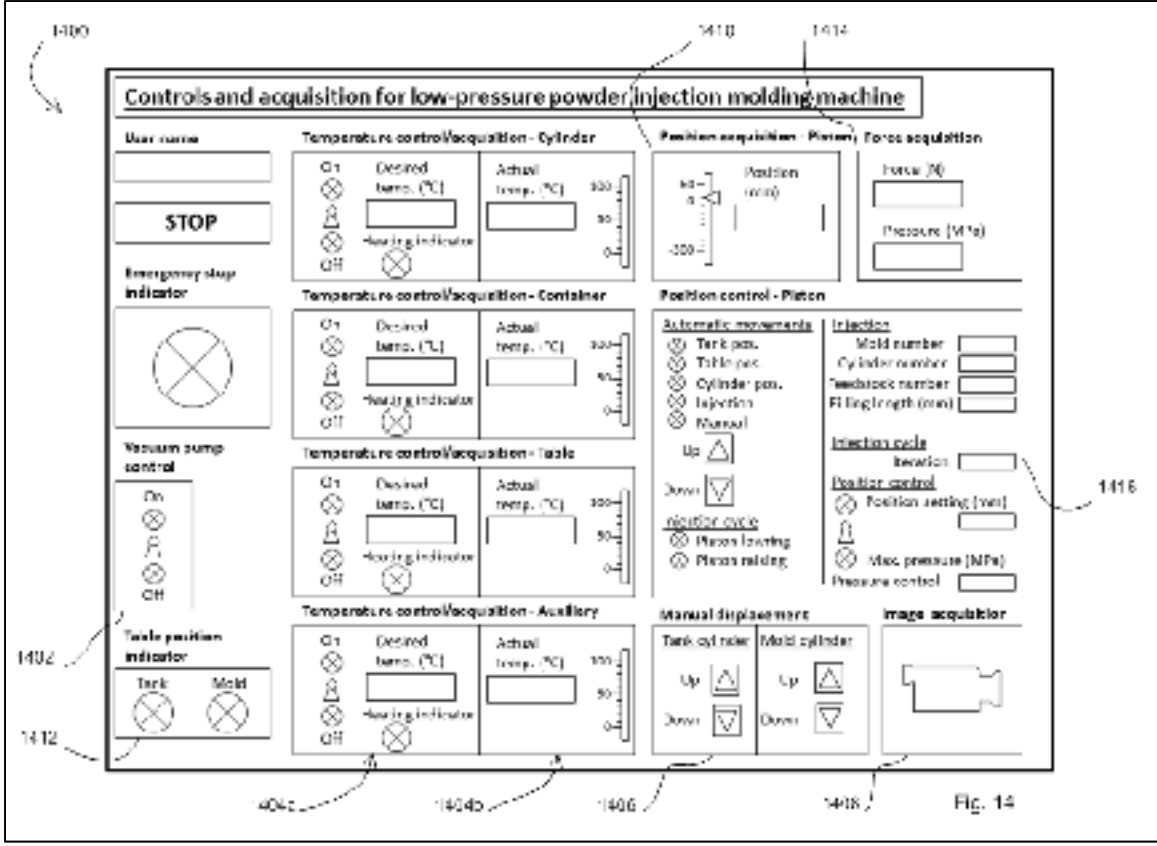 1400
1410
1414
Controls and acquisition for low-pressure powder injection molding machine
User name
STOP
Emergency stop
indicator
Vacuum pump
control
On
Off
1402
Table position
indicator
Tank Mold
1412
Temperature control/acquisition - Cylinder
On
Off
Desired
temp. (°C)
Heating indicator
Actual
temp. (°C)
100
50
0
Temperature control/acquisition - Container
On
Off
Desired
temp. (°C)
Heating indicator
Actual
temp. (°C)
100
50
0
Temperature control/acquisition - Table
On
Off
Desired
temp. (°C)
Heating indicator
Actual
temp. (°C)
100
50
0
Temperature control/acquisition - Auxiliary
On
Off
Desired
temp. (°C)
Heating indicator
Actual
temp. (°C)
100
50
0
1404a
1404b
Position acquisition - Piston
Position
(mm)
0
Force acquisition
Force (N)
Pressure (MPa)
Position control - Piston
Automatic movements
Tank pos.
Table pos.
Cylinder pos.
Injection
Manual
Up
Down
Injection cycle
Piston lowring
Piston raising
Injection
Mold number
Cylinder number
Feedstock number
Filling length (mm)
Injection cycle
Iteration
Position control
Position setting (mm)
Max. pressure (MPa)
Pressure control
1416
Manual displacement
Tank cylinder
Up
Down
Mold cylinder
Up
Down
1406
Image acquisition
1408
Fig. 14